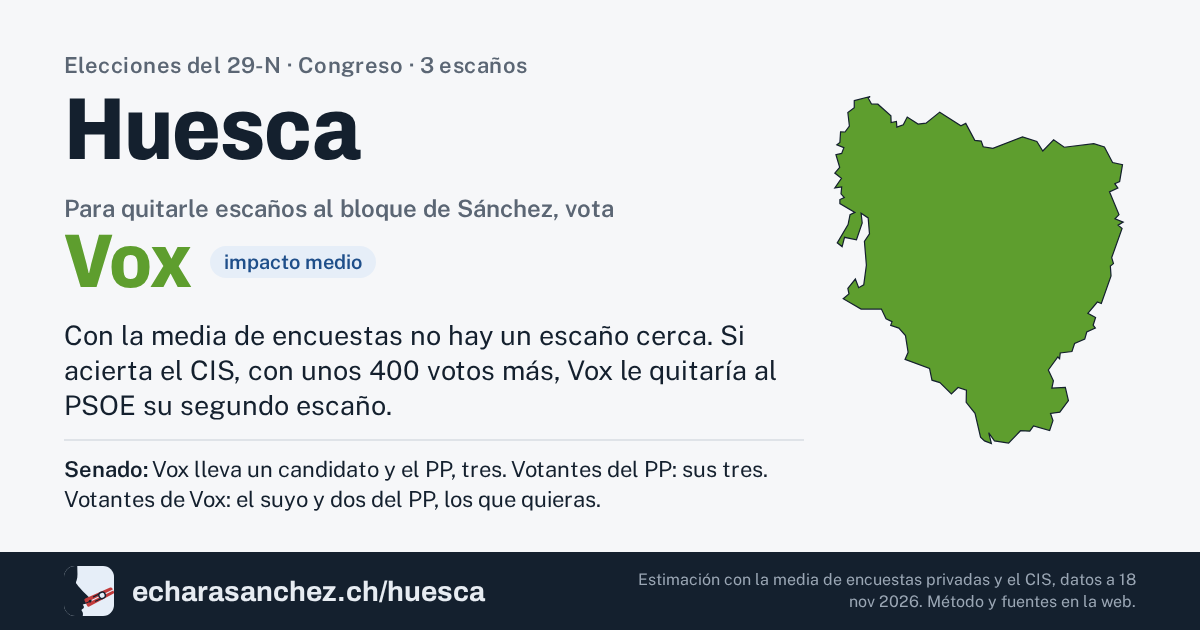 Elecciones del 29-N · Congreso · 3 escaños
Huesca
Para quitarle escaños al bloque de Sánchez, vota
Vox
impacto medio
Con la media de encuestas no hay un escaño cerca. Si
acierta el CIS, con unos 400 votos más, Vox le quitaría al
PSOE su segundo escaño.
Senado: Vox lleva un candidato y el PP, tres. Votantes del PP: sus tres.
Votantes de Vox: el suyo y dos del PP, los que quieras.
echarasanchez.ch/huesca
Estimación con la media de encuestas privadas y el CIS, datos a 18
nov 2026. Método y fuentes en la web.